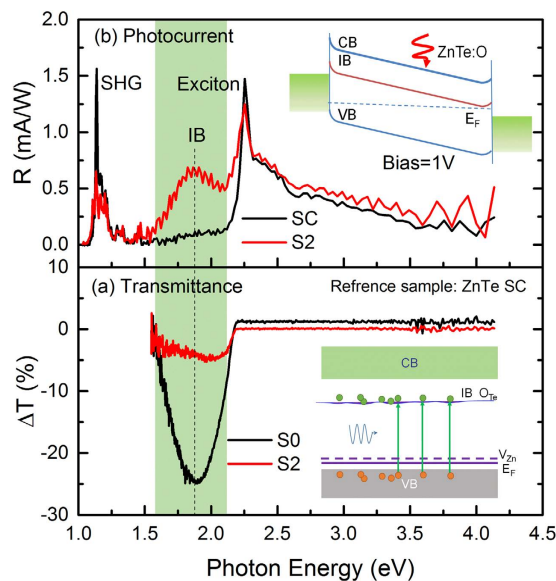 (b) Photocurrent
SHG
Exciton
IB
CB
IB
VB
ZnTe:O
E_F
Bias=1V
SC
S2
R (mA/W)
2.0
1.5
1.0
0.5
0.0
(a) Transmittance
Refrence sample: ZnTe SC
CB
IB O_Te
V_Zn
E_F
VB
S0
S2
ΔT (%)
10
0
-10
-20
-30
1.0 1.5 2.0 2.5 3.0 3.5 4.0 4.5
Photon Energy (eV)